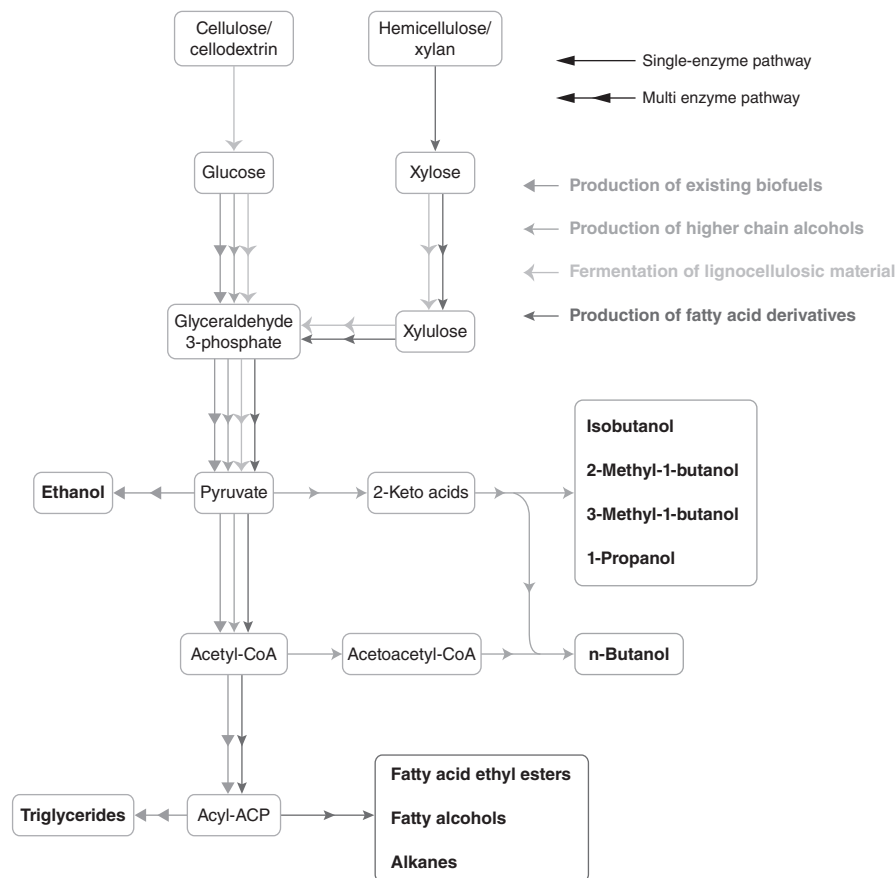 Cellulose/
cellodextrin
Hemicellulose/
xylan
Single-enzyme pathway
Multi enzyme pathway
Glucose
Xylose
Production of existing biofuels
Production of higher chain alcohols
Fermentation of lignocellulosic material
Production of fatty acid derivatives
Glyceraldehyde
3-phosphate
Xylulose
Isobutanol
2-Methyl-1-butanol
3-Methyl-1-butanol
1-Propanol
Ethanol
Pyruvate
2-Keto acids
Acetyl-CoA
Acetoacetyl-CoA
n-Butanol
Fatty acid ethyl esters
Fatty alcohols
Alkanes
Triglycerides
Acyl-ACP